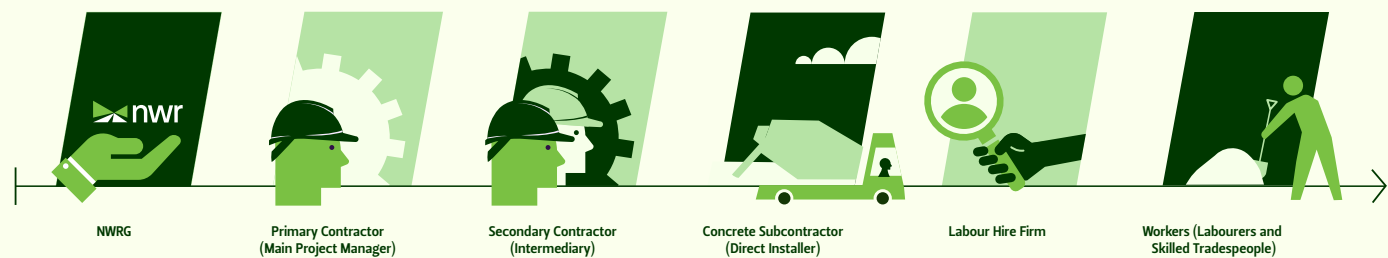 nwr
NWRG
Primary Contractor
(Main Project Manager)
Secondary Contractor
(Intermediary)
Concrete Subcontractor
(Direct Installer)
Labour Hire Firm
Workers (Labourers and
Skilled Tradespeople)